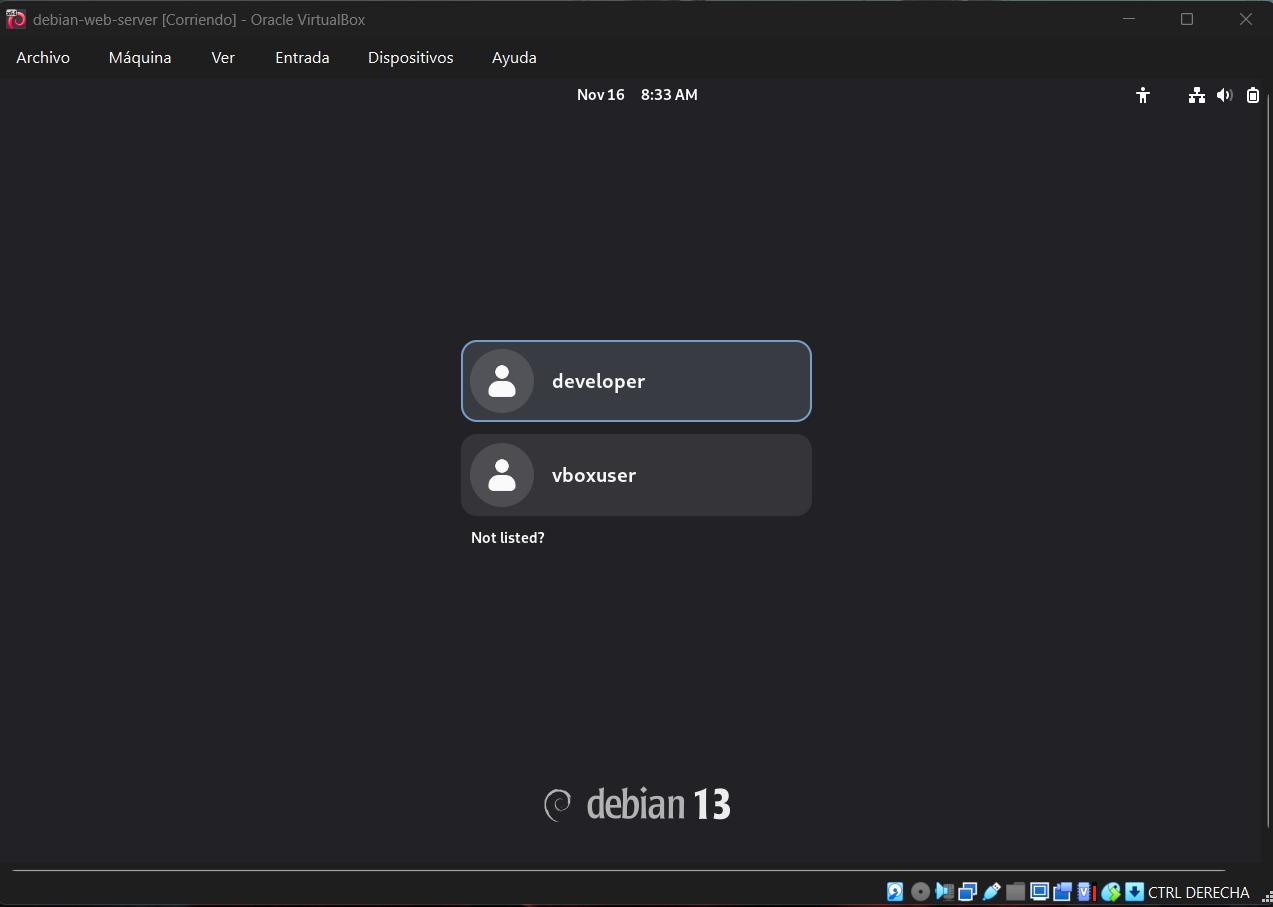 debian-web-server [Corriendo] - Oracle VirtualBox
Archivo Máquina Ver Entrada Dispositivos Ayuda
Nov 16 8:33 AM
developer
vboxuser
Not listed?
debian 13
CTRL DERECHA